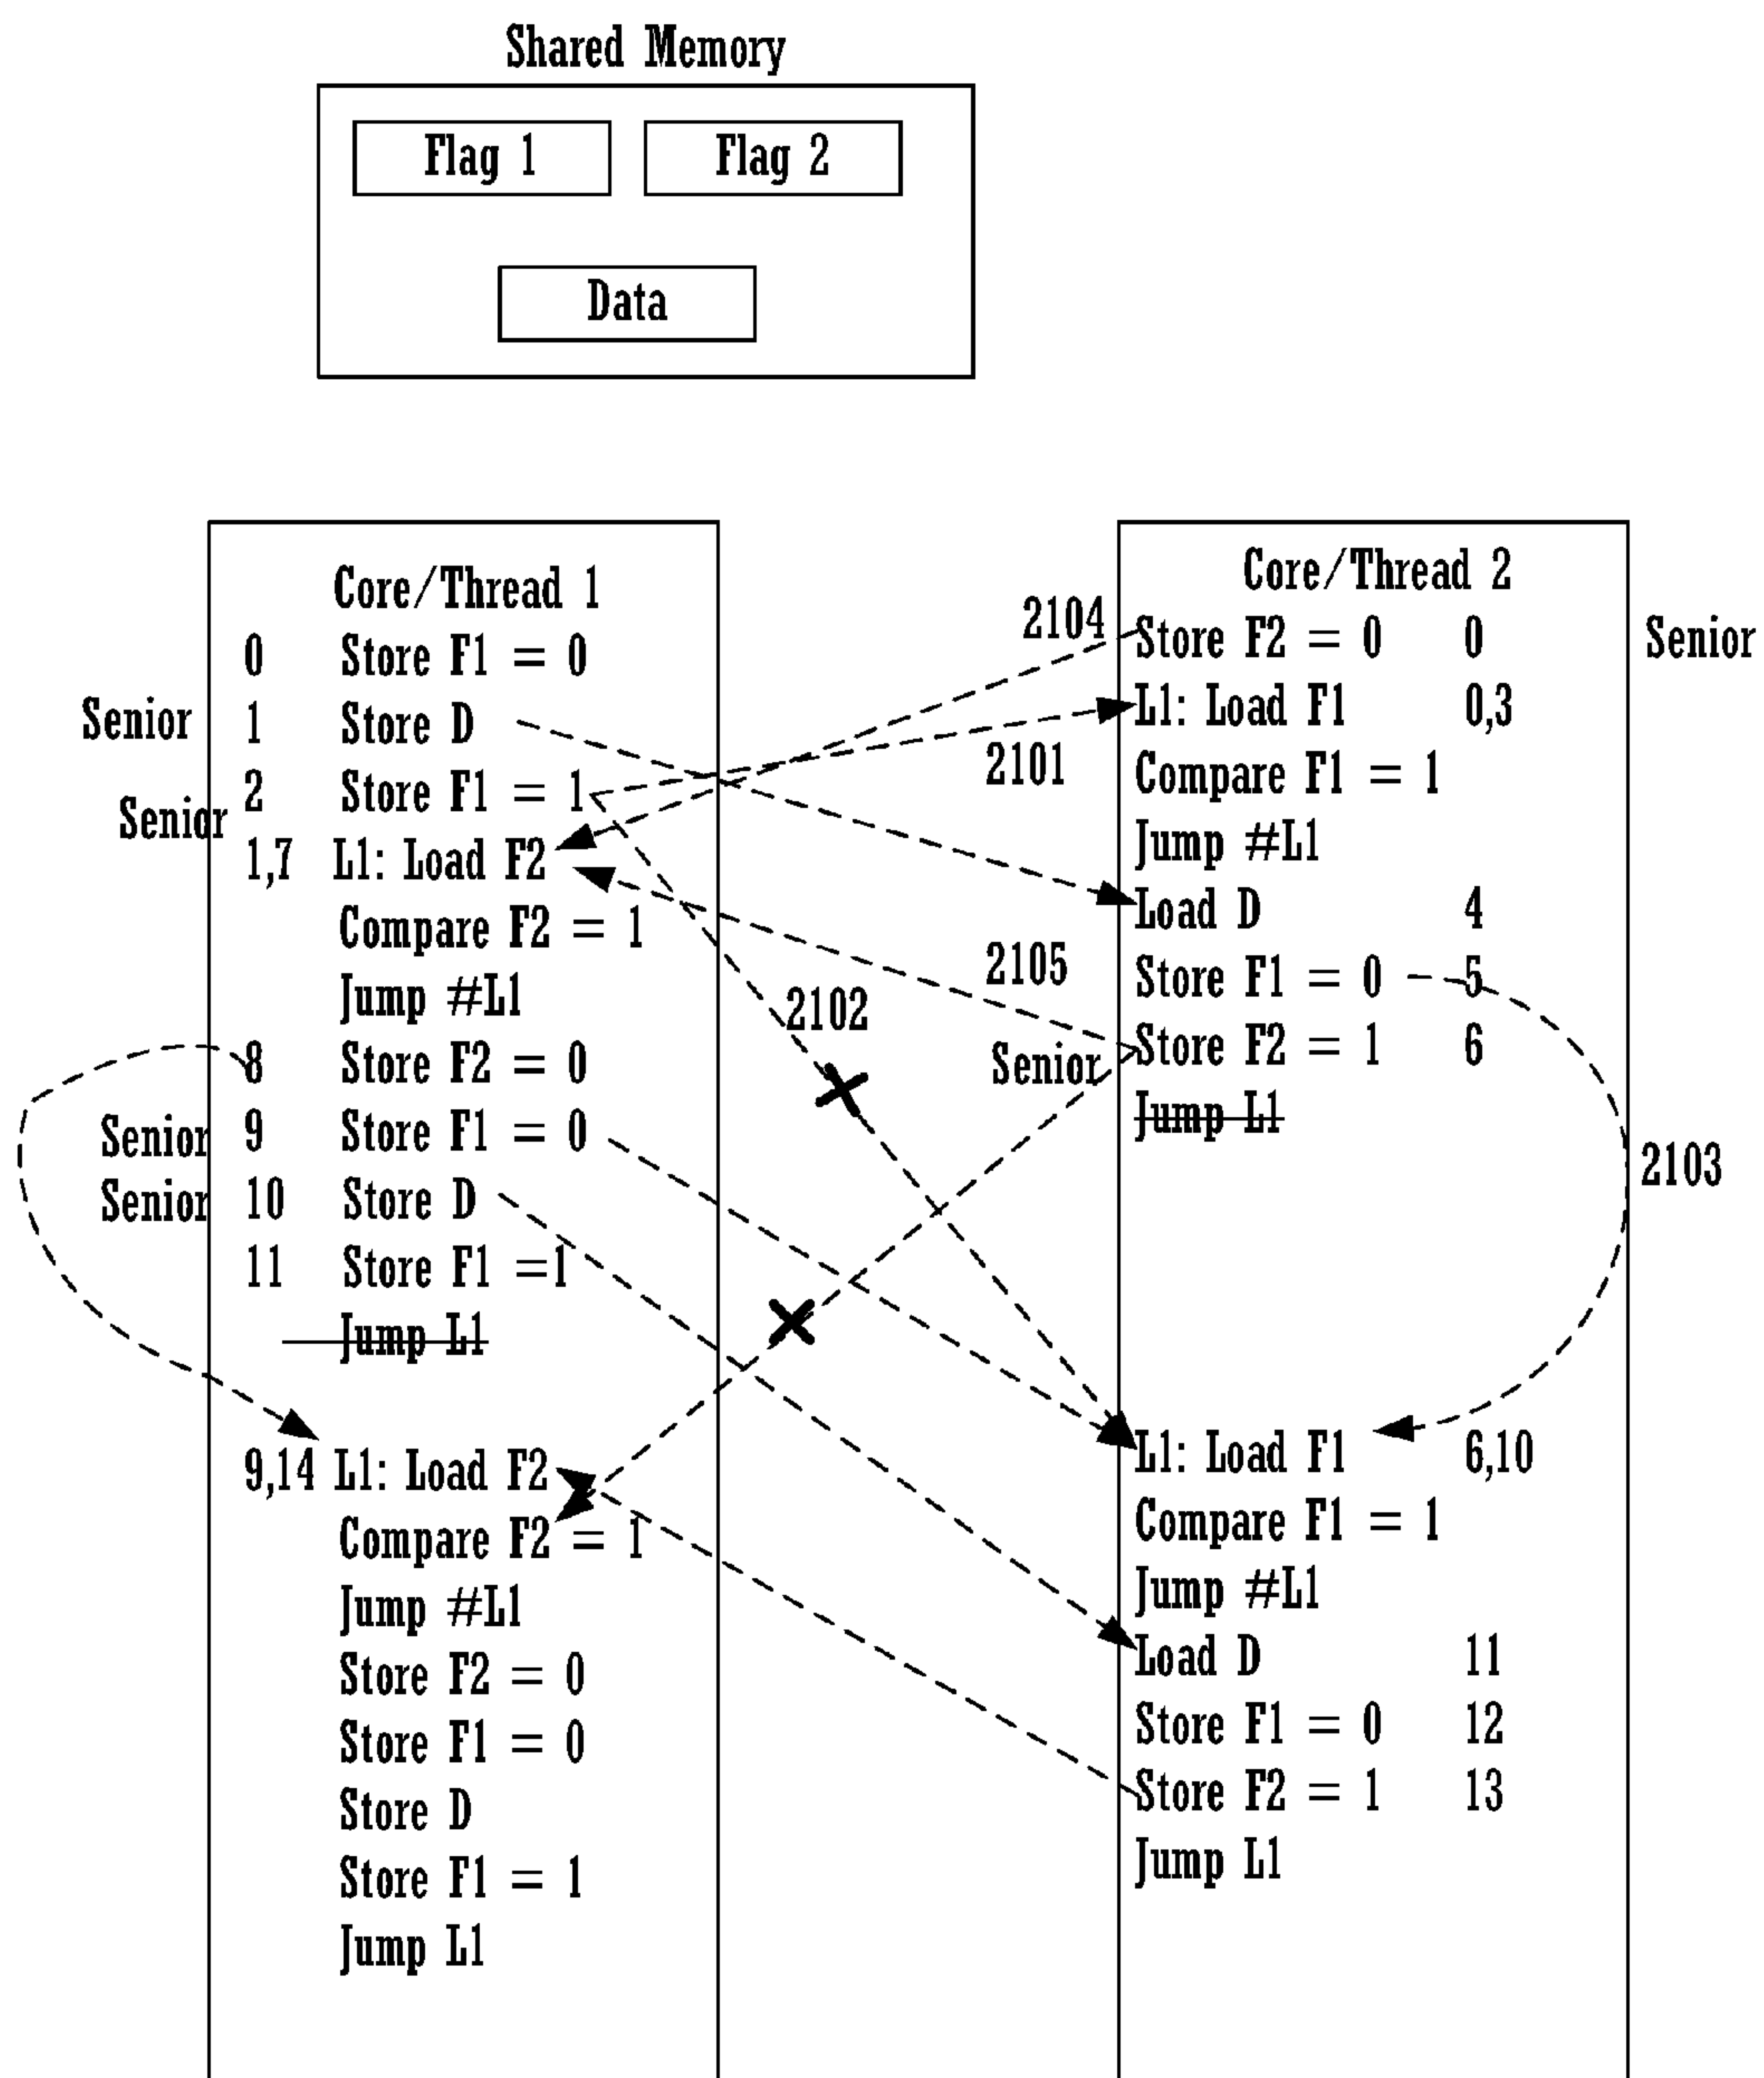 Shared Memory
Flag 1 Flag 2
Data
Core/Thread 1
0 Store F1 = 0
Senior 1 Store D
2 Store F1 = 1
Senior
1,7 L1: Load F2
Compare F2 = 1
Jump #L1
8 Store F2 = 0
Senior 9 Store F1 = 0
Senior 10 Store D
11 Store F1 =1
Jump L1
9,14 L1: Load F2
Compare F2 = 1
Jump #L1
Store F2 = 0
Store F1 = 0
Store D
Store F1 = 1
Jump L1
2104
2101
2105
2102
Core/Thread 2
Store F2 = 0 0 Senior
L1: Load F1 0,3
Compare F1 = 1
Jump #L1
Load D 4
Store F1 = 0 5
Senior Store F2 = 1 6
Jump L1
2103
L1: Load F1 6,10
Compare F1 = 1
Jump #L1
Load D 11
Store F1 = 0 12
Store F2 = 1 13
Jump L1